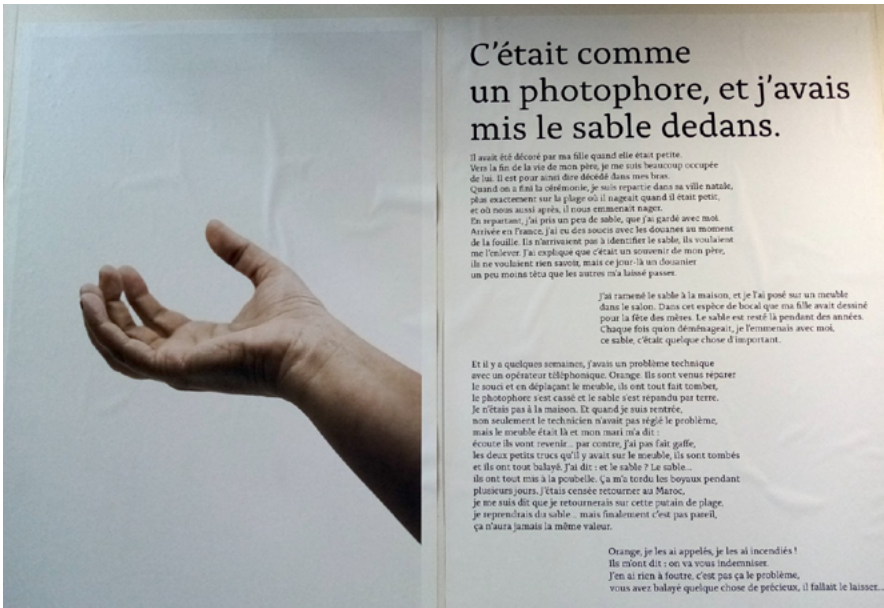 C'était comme
un photophore, et j'avais
mis le sable dedans.
Il avait été décoré par ma fille quand elle était petite.
Vers la fin de la vie de mon père, je me suis beaucoup occupée
de lui. Il est pour ainsi dire décédé dans mes bras.
Quand on a fini la cérémonie, je suis repartie dans sa ville natale,
plus exactement sur la plage où il nageait quand il était petit,
et où nous aussi après, il nous emmenait nager.
En repartant, j'ai pris un peu de sable, que j'ai gardé avec moi.
Arrivée en France, j'ai eu des soucis avec les douanes au moment
de la fouille. Ils n'arrivaient pas à identifier le sable, ils voulaient
me l'enlever. J'ai expliqué que c'était un souvenir de mon père,
ils ne voulaient rien savoir, mais ce jour-là un douanier
un peu moins têtu que les autres m'a laissé passer.
J'ai ramené le sable à la maison, et je l'ai posé sur un meuble
dans le salon. Dans cet espèce de bocal que ma fille avait dessiné
pour la fête des mères. Le sable est resté là pendant des années.
Chaque fois qu'on déménageait, je l'emmenais avec moi,
ce sable, c'était quelque chose d'important.
Et il y a quelques semaines, j'avais un problème technique
avec un opérateur téléphonique. Orange. Ils sont venus réparer
le souci et en déplaçant le meuble, ils ont tout fait tomber,
le photophore s'est cassé et le sable s'est répandu par terre.
Je n'étais pas à la maison. Et quand je suis rentrée,
non seulement le technicien n'avait pas réglé le problème,
mais le meuble était là et mon mari m'a dit :
écoute ils vont revenir... par contre, j'ai pas fait gaffe,
les deux petits trucs qu'il y avait sur le meuble, ils sont tombés
et ils ont tout balayé. J'ai dit : et le sable ? Le sable...
ils ont tout mis à la poubelle. Ça m'a tordu les boyaux pendant
plusieurs jours. J'étais censée retourner au Maroc,
je me suis dit que je retournerais sur cette putain de plage,
je reprendrais du sable... mais finalement c'est pas pareil,
ça n'aura jamais la même valeur.
Orange, je les ai appelés, je les ai incendiés !
Ils m'ont dit : on va vous indemniser.
J'en ai rien à foutre, c'est pas ça le problème,
vous avez balayé quelque chose de précieux, il fallait le laisser...